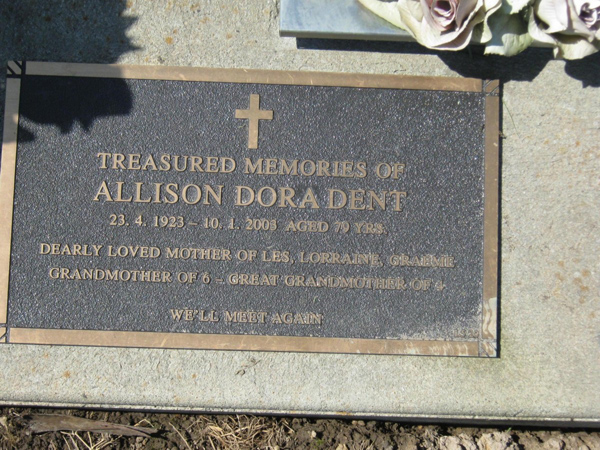 TREASURED MEMORIES OF
ALLISON DORA DENT
23. 4. 1923 – 10. 1. 2003 AGED 79 YRS.
DEARLY LOVED MOTHER OF LES, LORRAINE, GRAEME
GRANDMOTHER OF 6 – GREAT GRANDMOTHER OF 4
WE'LL MEET AGAIN